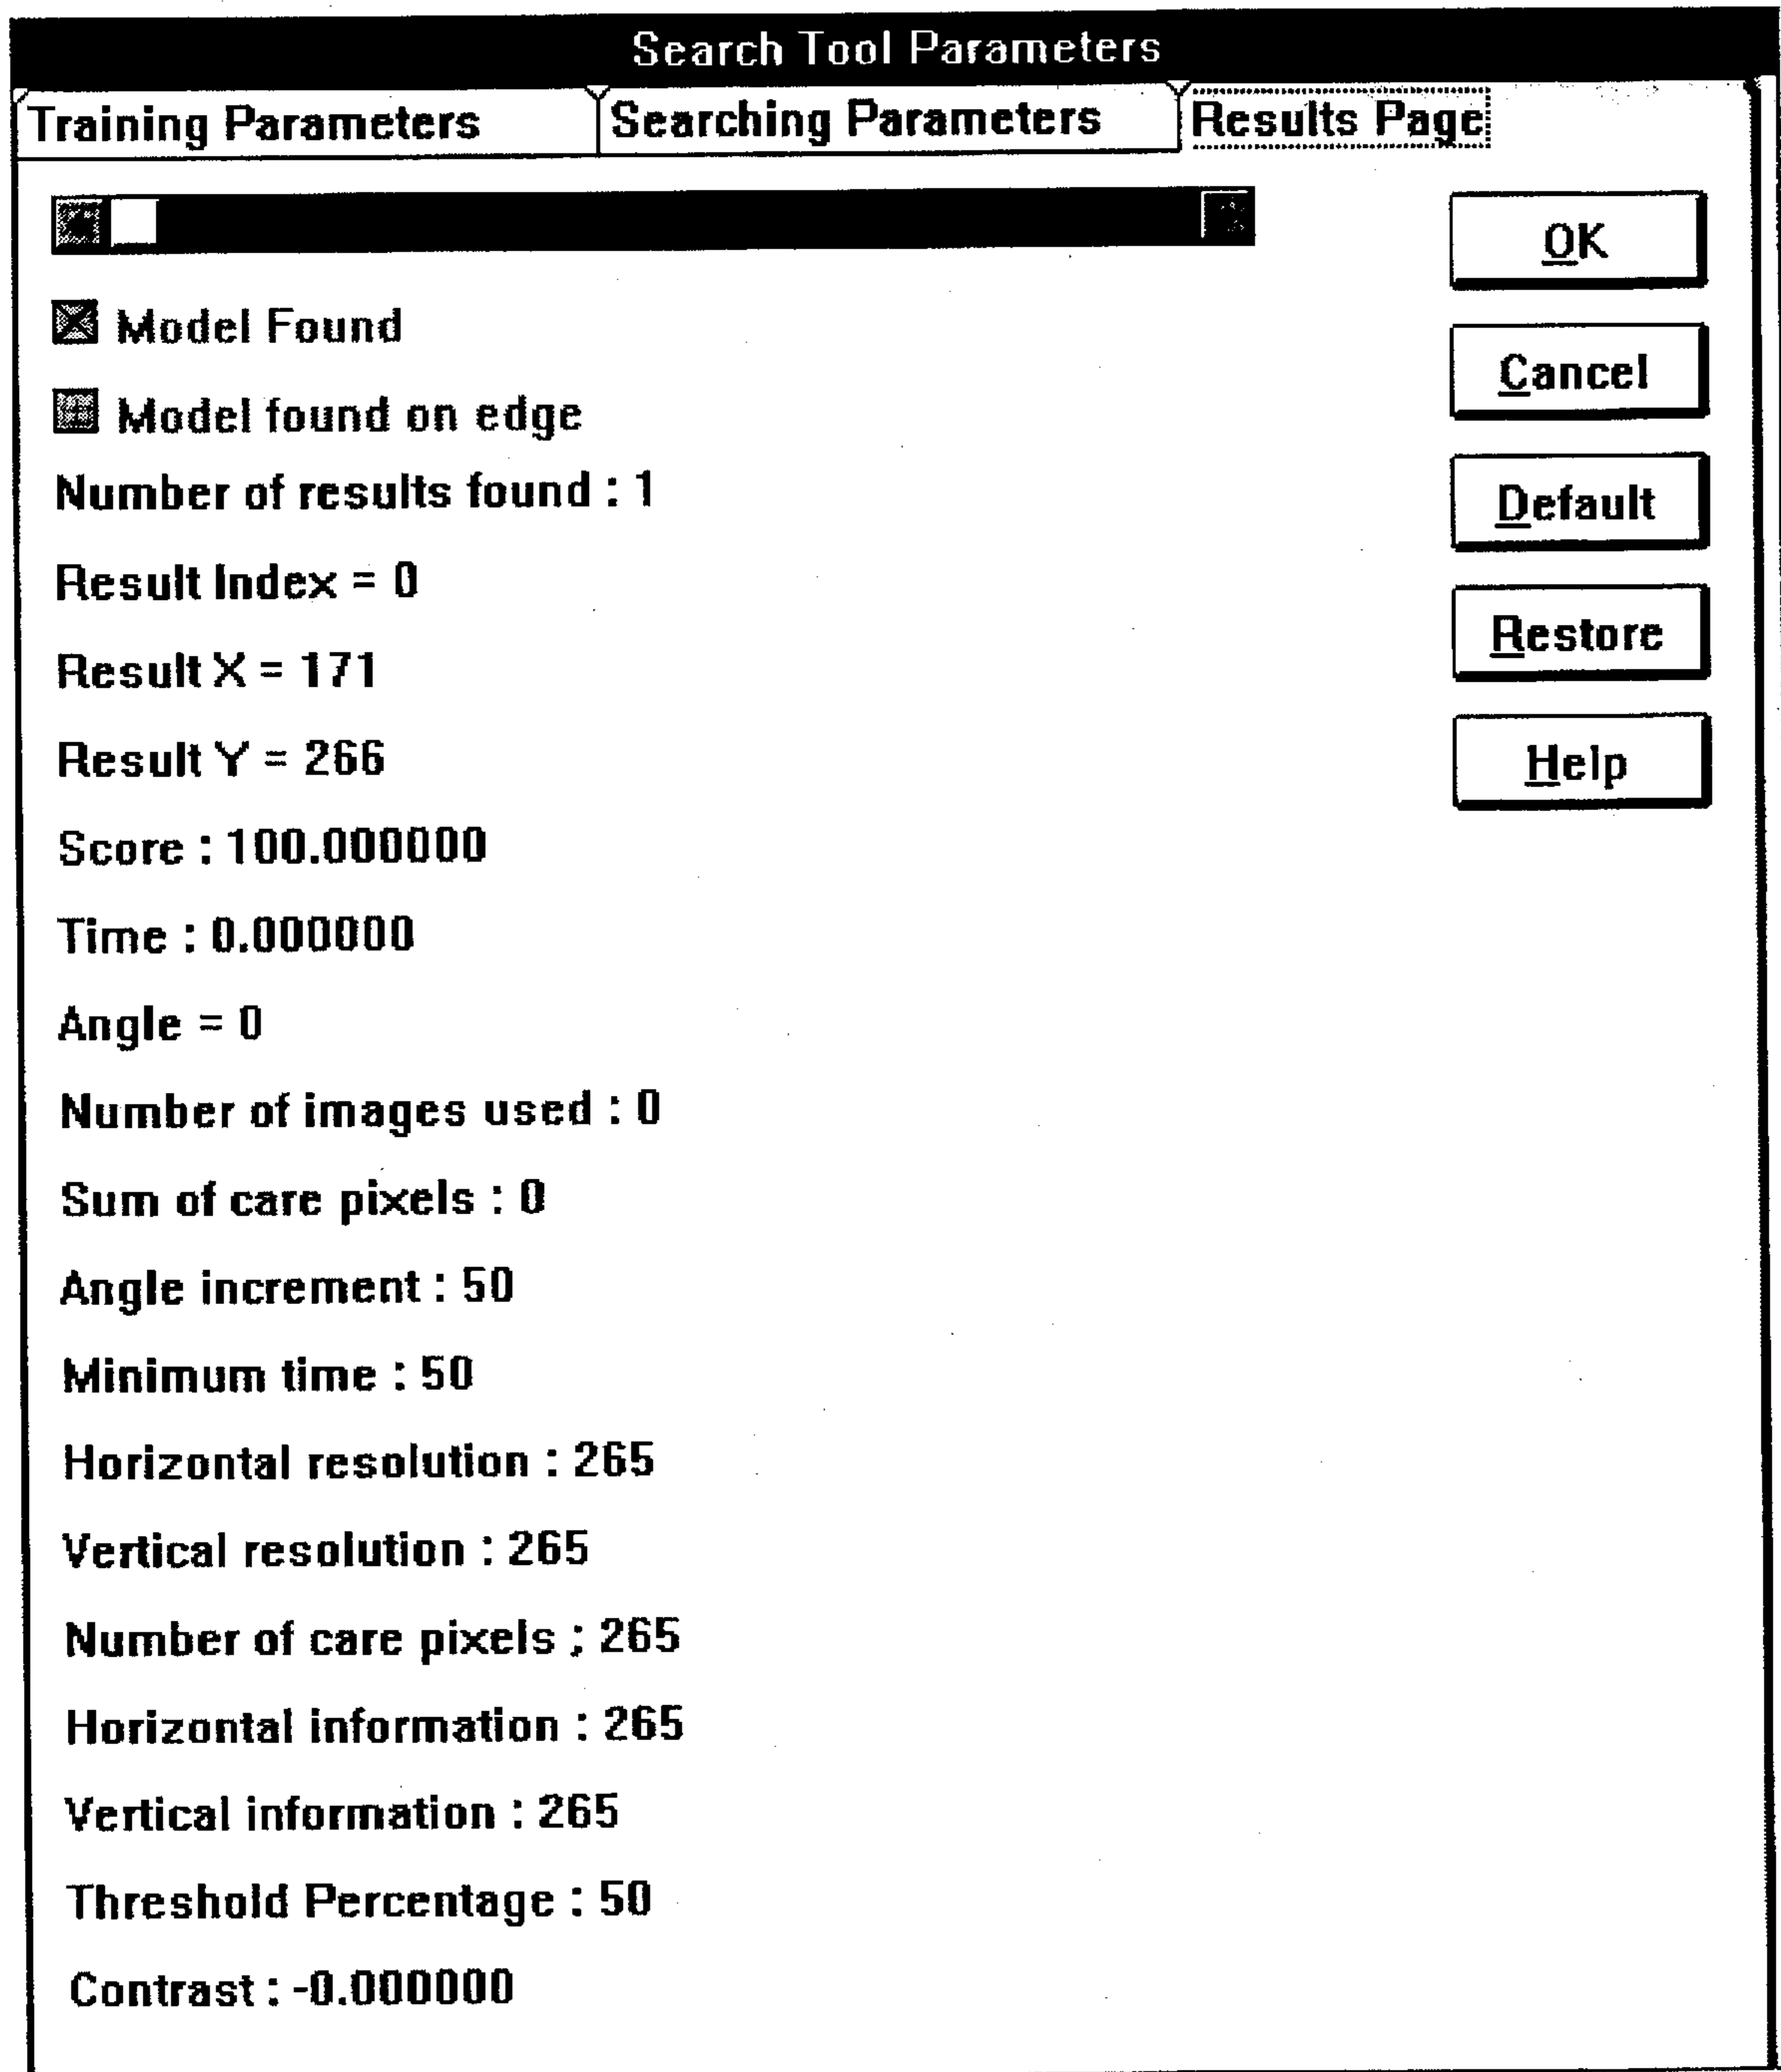 Search Tool Parameters
Training Parameters Searching Parameters Results Page
OK
Model Found
Cancel
Model found on edge
Number of results found : 1
Default
Result Index = 0
Restore
Result X = 171
Result Y = 266
Help
Score : 100.000000
Time : 0.000000
Angle = 0
Number of images used : 0
Sum of care pixels : 0
Angle increment : 50
Minimum time : 50
Horizontal resolution : 265
Vertical resolution : 265
Number of care pixels ; 265
Horizontal information : 265
Vertical information : 265
Threshold Percentage : 50
Contrast : -0.000000